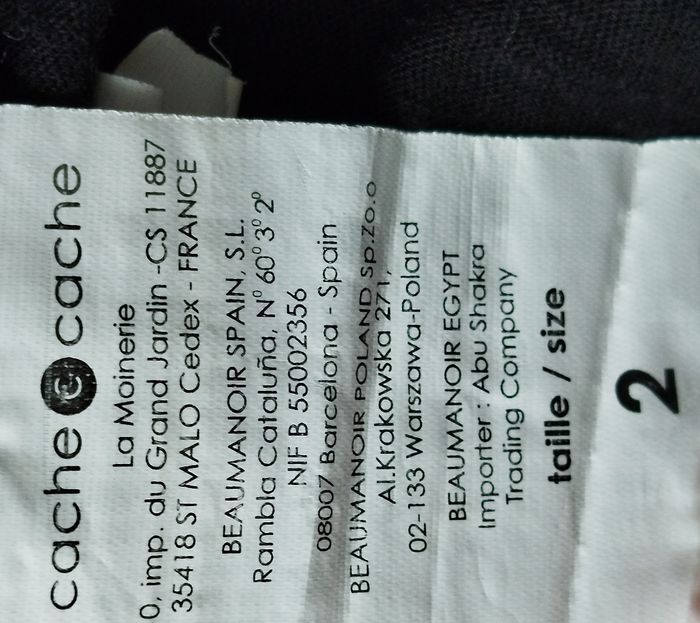 cache c cache
La Moinerie
0, imp. du Grand Jardin -CS 11887
35418 ST MALO Cedex - FRANCE
BEAUMANOIR SPAIN, S.L.
Rambla Cataluña, Nº 60º 3º 2º
NIF B 55002356
08007 Barcelona - Spain
BEAUMANOIR POLAND sp.zo.o
Al.Krakowska 271,
02-133 Warszawa-Poland
BEAUMANOIR EGYPT
Importer : Abu Shakra
Trading Company
taille / size
2